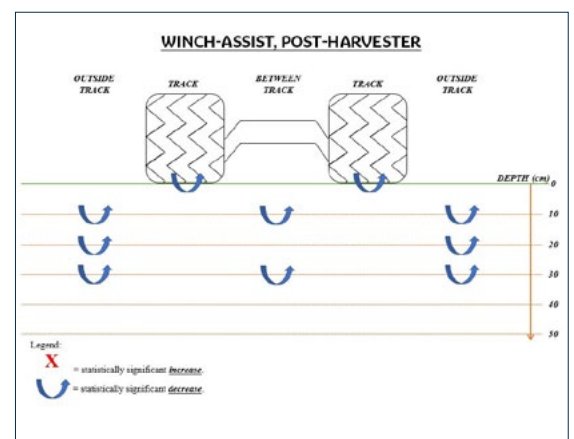 WINCH-ASSIST, POST-HARVESTER
OUTSIDE TRACK
TRACK
BETWEEN TRACK
TRACK
OUTSIDE TRACK
DEPTH (cm)
0
10
20
30
40
50
Legend:
X = statistically significant increase.
= statistically significant decrease.